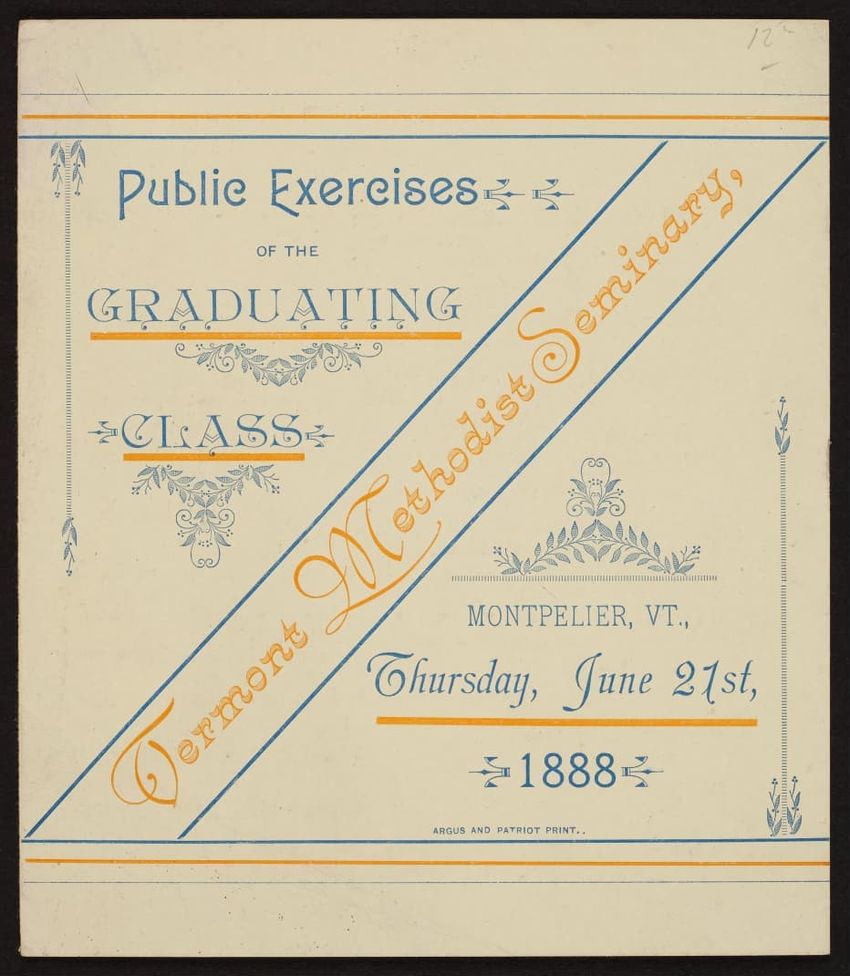 12
Public Exercises
OF THE
GRADUATING
CLASS
Vermont Methodist Seminary,
MONTPELIER, VT.,
Thursday, June 21st,
1888
ARGUS AND PATRIOT PRINT..